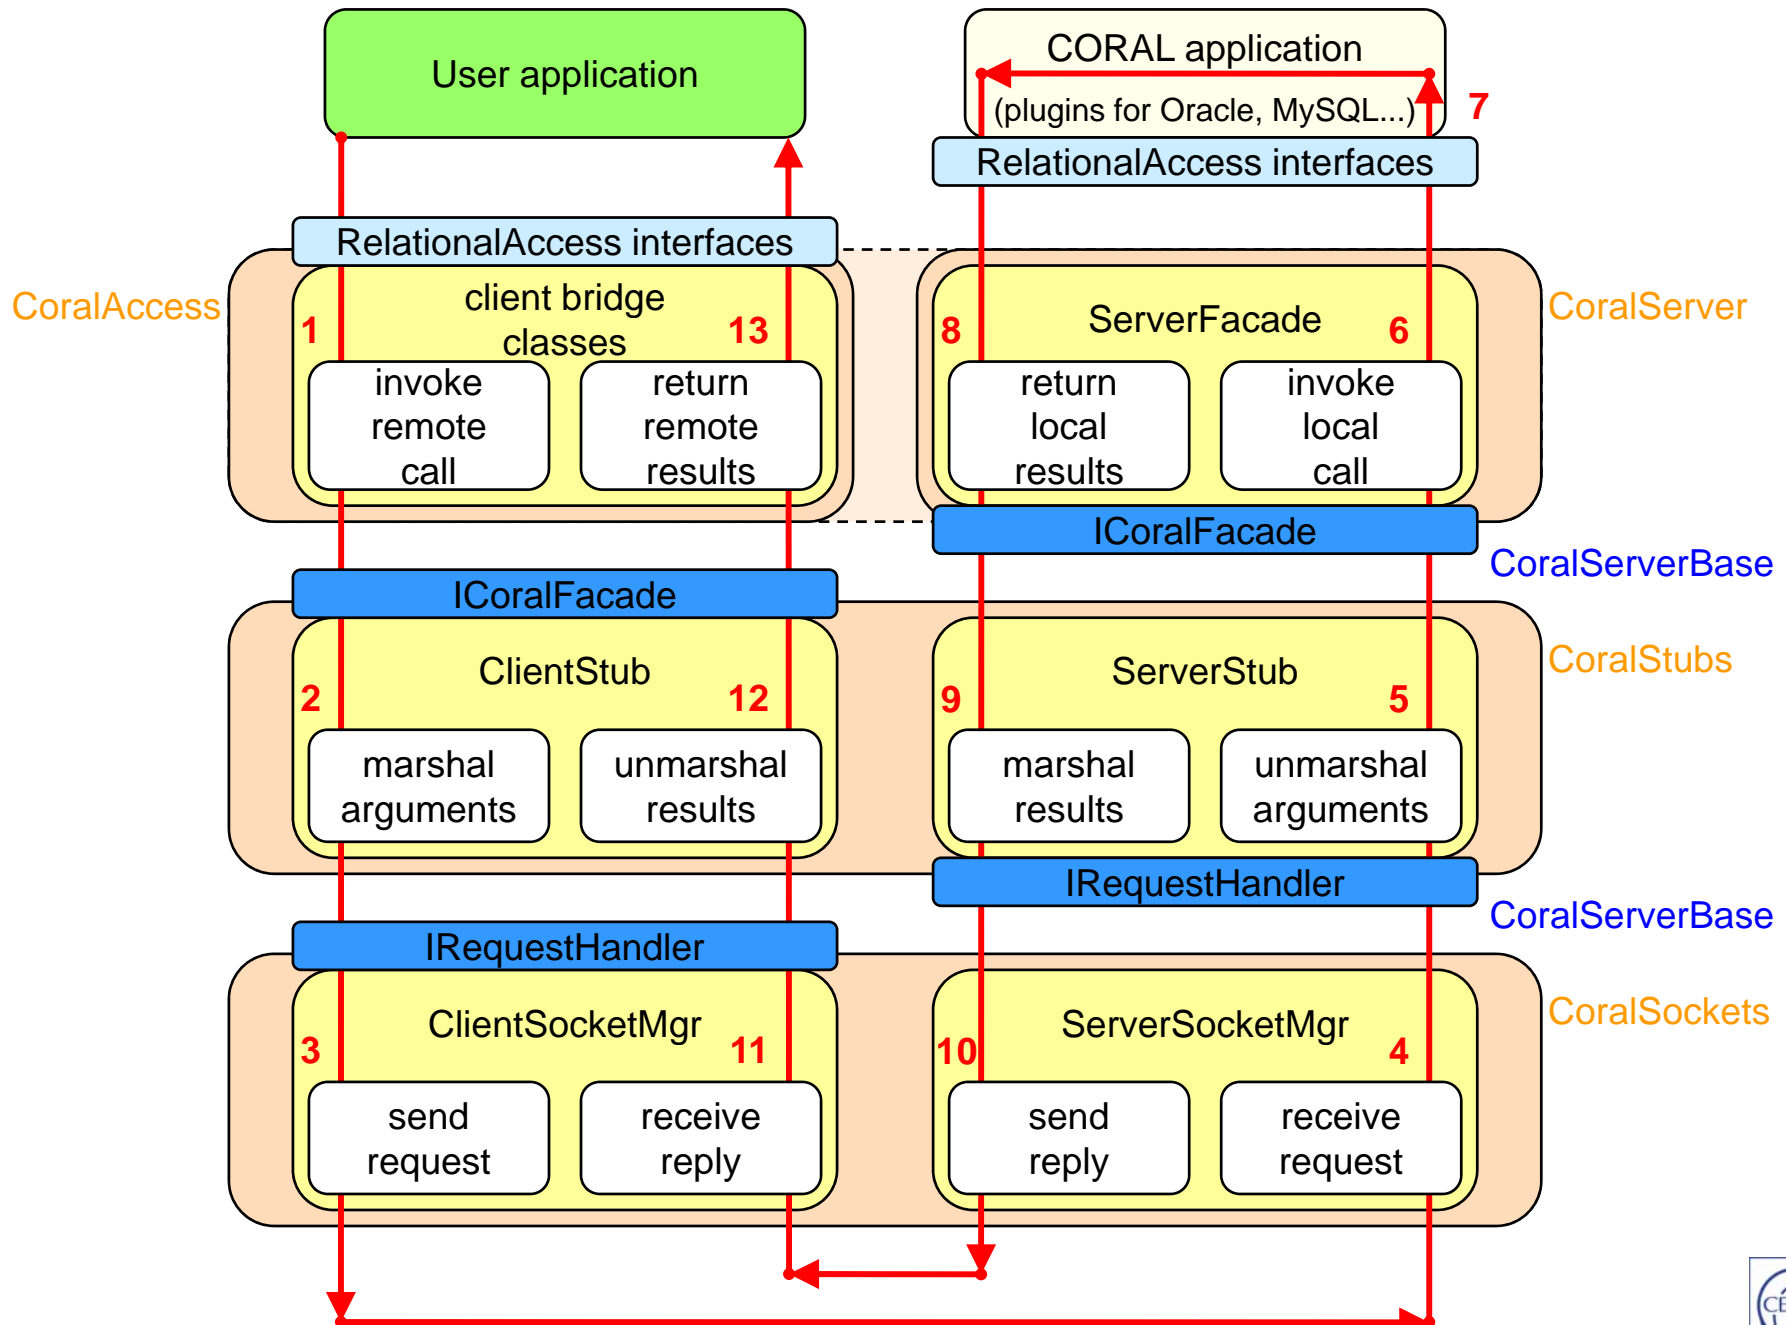 User application
CORAL application
(plugins for Oracle, MySQL...)
7
RelationalAccess interfaces
RelationalAccess interfaces
CoralAccess
1
client bridge
classes
13
invoke
remote
call
return
remote
results
8
ServerFacade
6
CoralServer
return
local
results
invoke
local
call
ICoralFacade
CoralServerBase
ICoralFacade
2
ClientStub
12
marshal
arguments
unmarshal
results
9
ServerStub
5
CoralStubs
marshal
results
unmarshal
arguments
IRequestHandler
CoralServerBase
IRequestHandler
3
ClientSocketMgr
11
send
request
receive
reply
10
ServerSocketMgr
4
CoralSockets
send
reply
receive
request